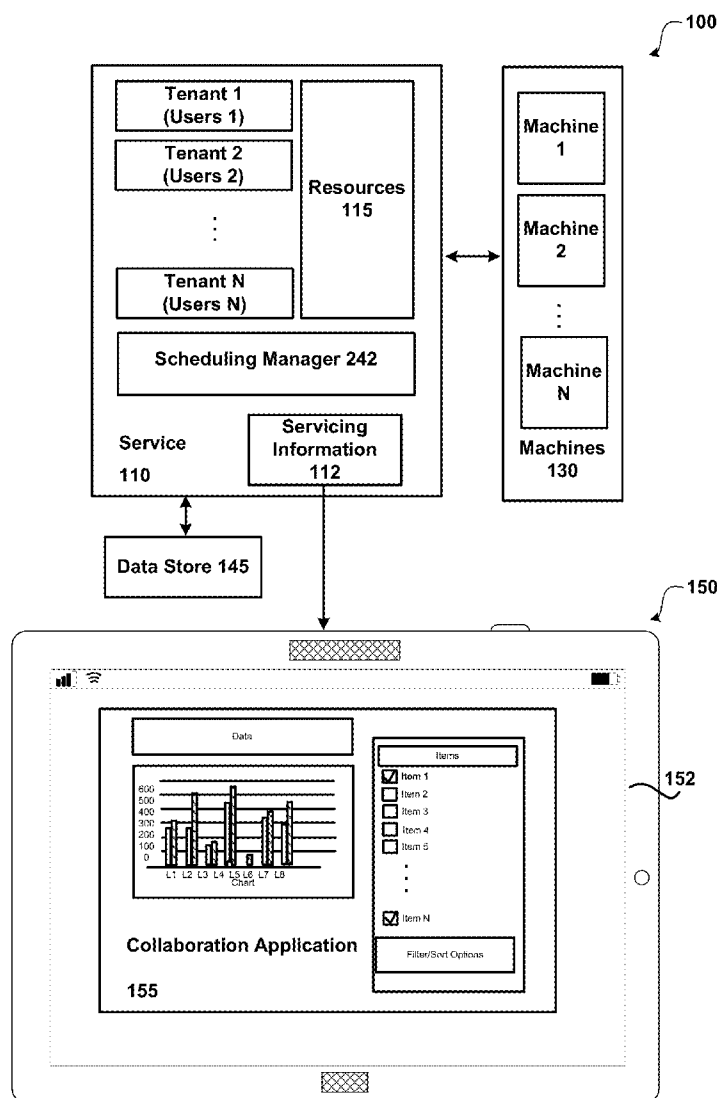 100
Tenant 1
(Users 1)
Tenant 2
(Users 2)
Tenant N
(Users N)
Resources
115
Scheduling Manager 242
Service
110
Servicing
Information
112
Machine
1
Machine
2
Machine
N
Machines
130
Data Store 145
150
152
Data
600
500
400
300
200
100
0
L1 L2 L3 L4 L5 L6 L7 L8
Chart
Items
Item 1
Item 2
Item 3
Item 4
Item 5
Item N
Filter/Sort Options
Collaboration Application
155